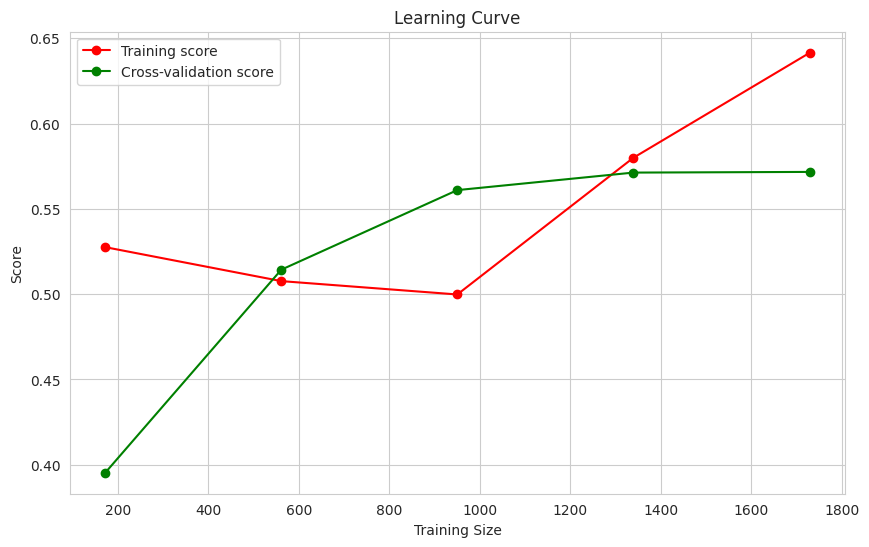 Learning Curve
Training score
Cross-validation score
0.65
0.60
0.55
0.50
0.45
0.40
Score
200 400 600 800 1000 1200 1400 1600 1800
Training Size